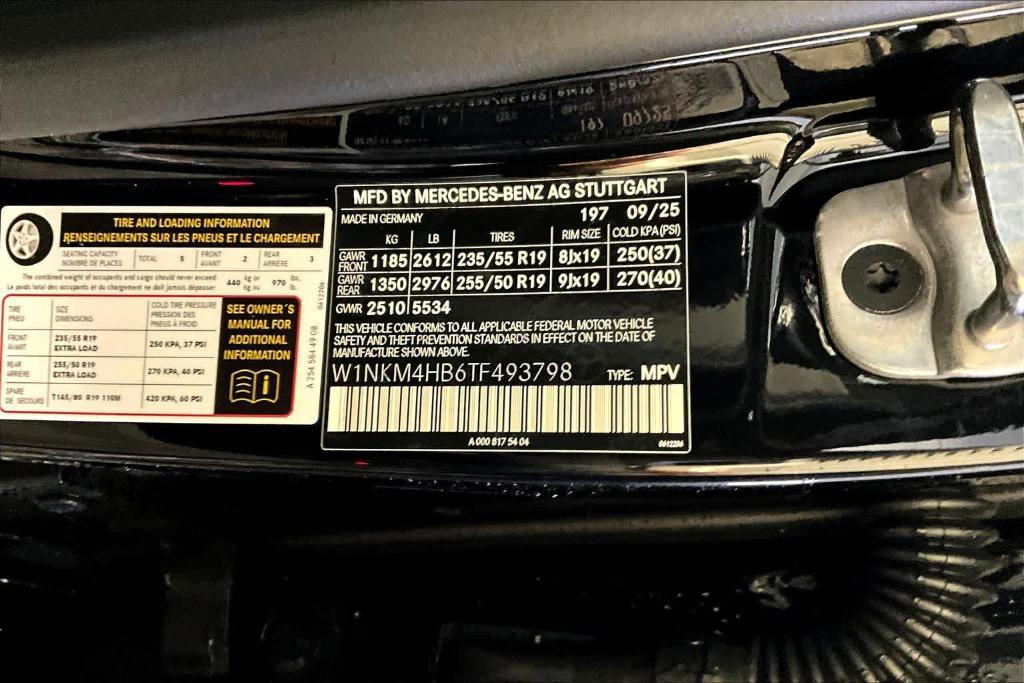 TIRE AND LOADING INFORMATION
RENSEIGNEMENTS SUR LES PNEUS ET LE CHARGEMENT
SEATING CAPACITY
NOMBRE DE PLACES
TOTAL 5
FRONT
AVANT
2
REAR
ARRIÈRE
3
The combined weight of occupants and cargo should never exceed
Le poids total des occupants et du chargement ne doit jamais dépasser
440
kg or
kg ou
970
lbs.
lb.
TIRE
PNEU
SIZE
DIMENSIONS
COLD TIRE PRESSURE
PRESSION DES
PNEUS À FROID
FRONT
AVANT
235/55 R19
EXTRA LOAD
250 KPA, 37 PSI
REAR
ARRIÈRE
255/50 R19
EXTRA LOAD
270 KPA, 40 PSI
SPARE
DE SECOURS
T145/80 R19 110M
420 KPA, 60 PSI
SEE OWNER´S
MANUAL FOR
ADDITIONAL
INFORMATION
0612206
A 254 584 49 08
MFD BY MERCEDES-BENZ AG STUTTGART
MADE IN GERMANY 197 09/25
KG LB TIRES RIM SIZE COLD KPA(PSI)
GAWR
FRONT
1185 2612 235/55 R19 8Jx19 250(37)
GAWR
REAR
1350 2976 255/50 R19 9Jx19 270(40)
GVWR 2510 5534
THIS VEHICLE CONFORMS TO ALL APPLICABLE FEDERAL MOTOR VEHICLE
SAFETY AND THEFT PREVENTION STANDARDS IN EFFECT ON THE DATE OF
MANUFACTURE SHOWN ABOVE.
W1NKM4HB6TF493798 TYPE: MPV
A 000 817 54 04
0612206